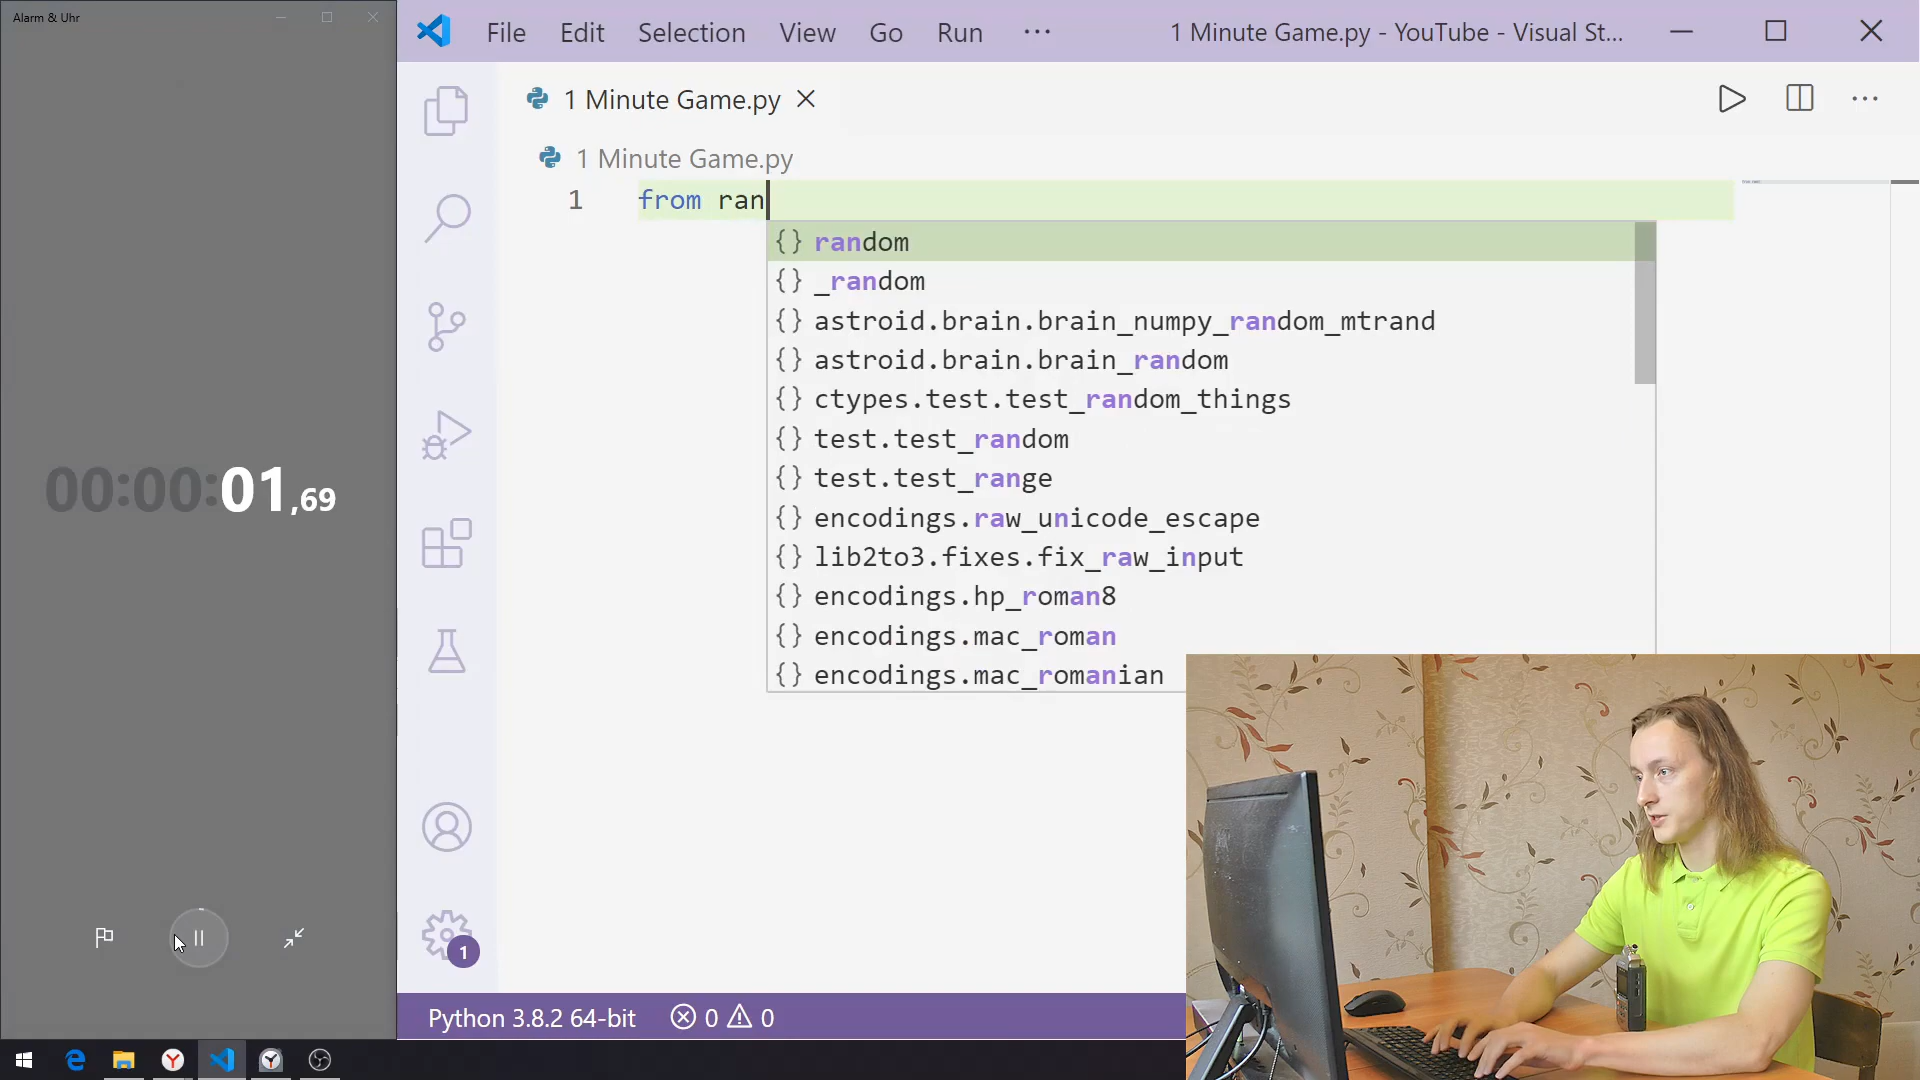 Alarm & Uhr
00:00:01,69
File Edit Selection View Go Run ··· 1 Minute Game.py - YouTube - Visual St...
1 Minute Game.py
1 Minute Game.py
1 from ran
{} random
{} _random
{} astroid.brain.brain_numpy_random_mtrand
{} astroid.brain.brain_random
{} ctypes.test.test_random_things
{} test.test_random
{} test.test_range
{} encodings.raw_unicode_escape
{} lib2to3.fixes.fix_raw_input
{} encodings.hp_roman8
{} encodings.mac_roman
{} encodings.mac_romanian
1
Python 3.8.2 64-bit 0 0